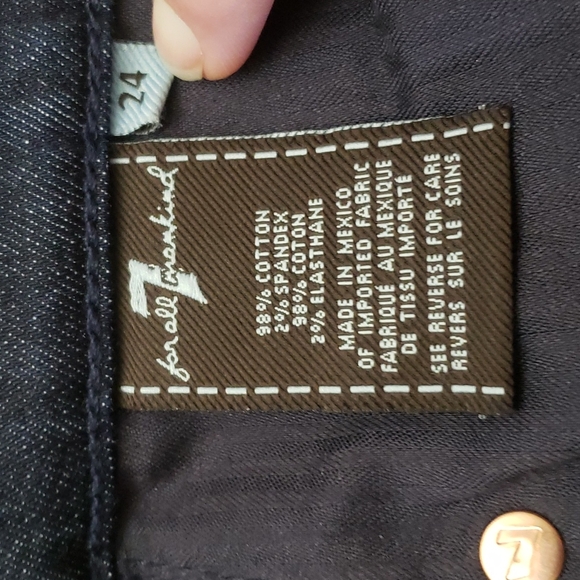 24
7
for all mankind
98% COTTON
2% SPANDEX
98% COTON
2% ELASTHANE
MADE IN MEXICO
OF IMPORTED FABRIC
FABRIQUÉ AU MEXIQUE
DE TISSU IMPORTÉ
SEE REVERSE FOR CARE
REVERS SUR LE SOINS
7